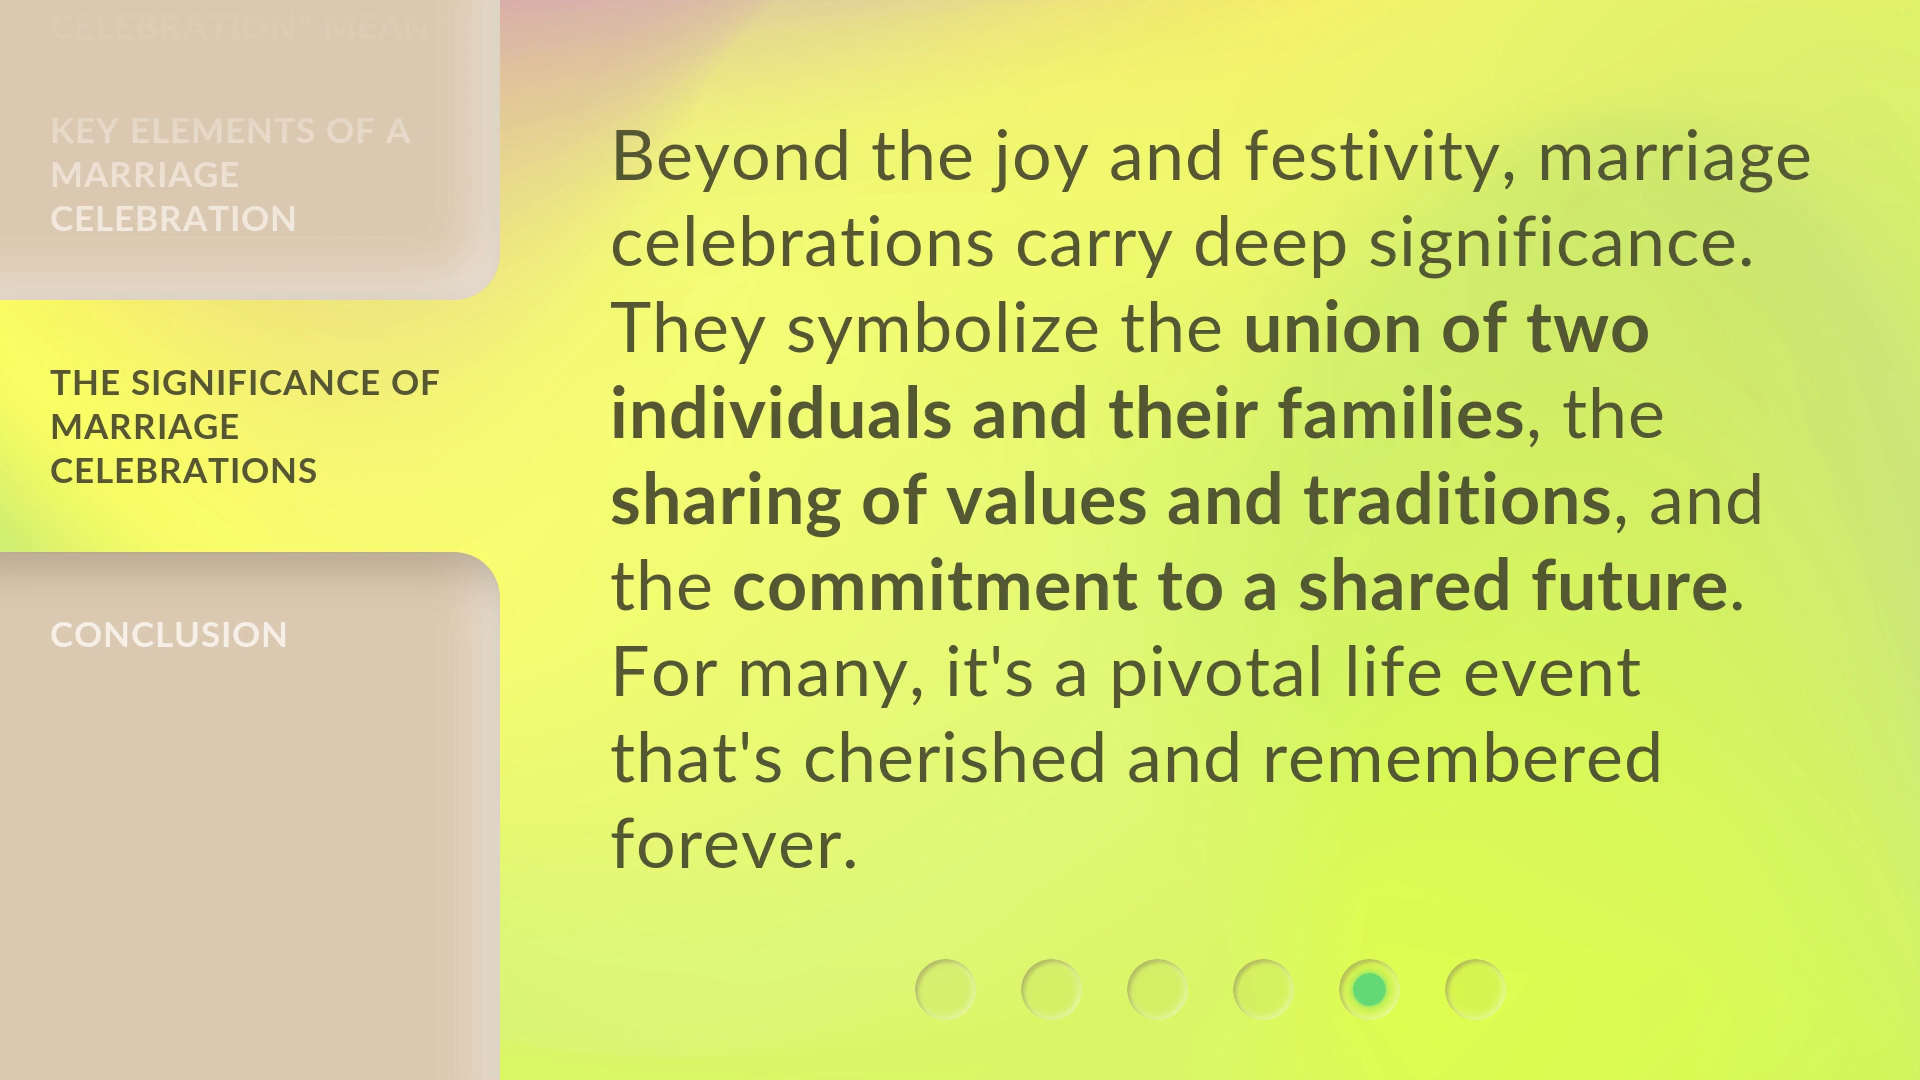 CELEBRATION" MEAN?
KEY ELEMENTS OF A
MARRIAGE
CELEBRATION
THE SIGNIFICANCE OF
MARRIAGE
CELEBRATIONS
CONCLUSION
Beyond the joy and festivity, marriage
celebrations carry deep significance.
They symbolize the union of two
individuals and their families, the
sharing of values and traditions, and
the commitment to a shared future.
For many, it's a pivotal life event
that's cherished and remembered
forever.